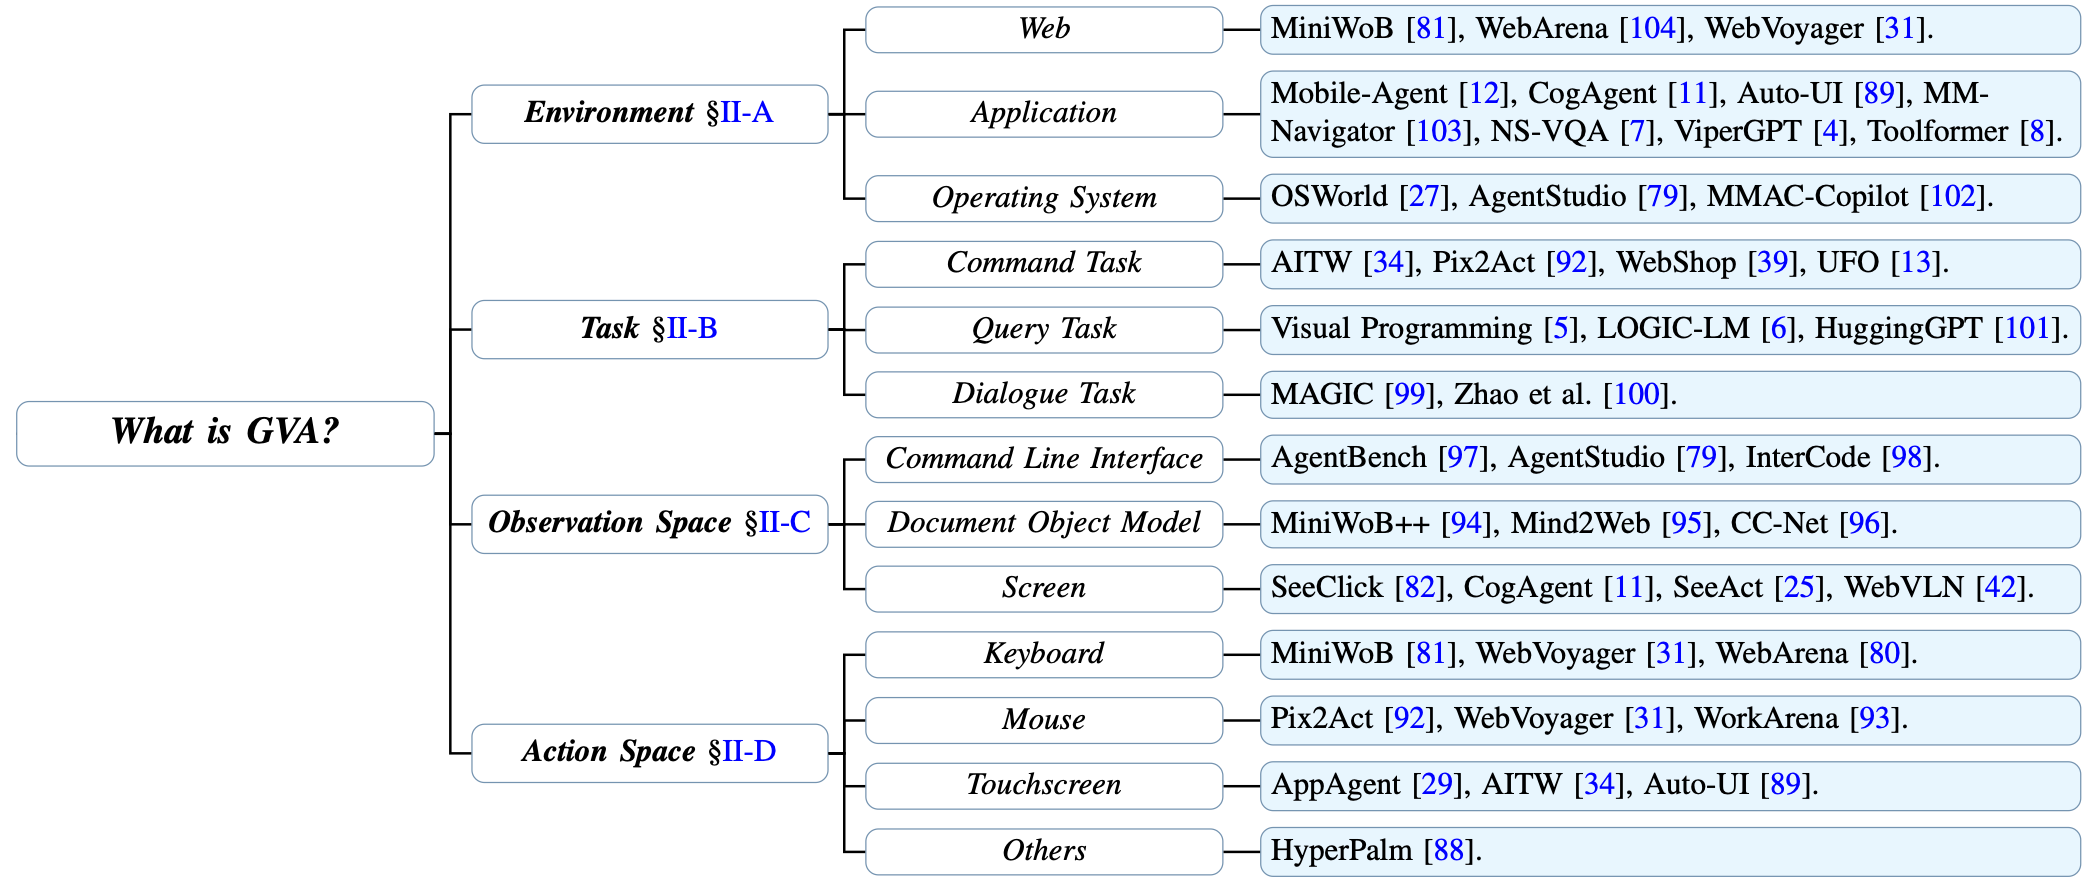 What is GVA?
Environment §II-A
Web
MiniWoB [81], WebArena [104], WebVoyager [31].
Application
Mobile-Agent [12], CogAgent [11], Auto-UI [89], MM-
Navigator [103], NS-VQA [7], ViperGPT [4], Toolformer [8].
Operating System
OSWorld [27], AgentStudio [79], MMAC-Copilot [102].
Task §II-B
Command Task
AITW [34], Pix2Act [92], WebShop [39], UFO [13].
Query Task
Visual Programming [5], LOGIC-LM [6], HuggingGPT [101].
Dialogue Task
MAGIC [99], Zhao et al. [100].
Observation Space §II-C
Command Line Interface
AgentBench [97], AgentStudio [79], InterCode [98].
Document Object Model
MiniWoB++ [94], Mind2Web [95], CC-Net [96].
Screen
SeeClick [82], CogAgent [11], SeeAct [25], WebVLN [42].
Action Space §II-D
Keyboard
MiniWoB [81], WebVoyager [31], WebArena [80].
Mouse
Pix2Act [92], WebVoyager [31], WorkArena [93].
Touchscreen
AppAgent [29], AITW [34], Auto-UI [89].
Others
HyperPalm [88].